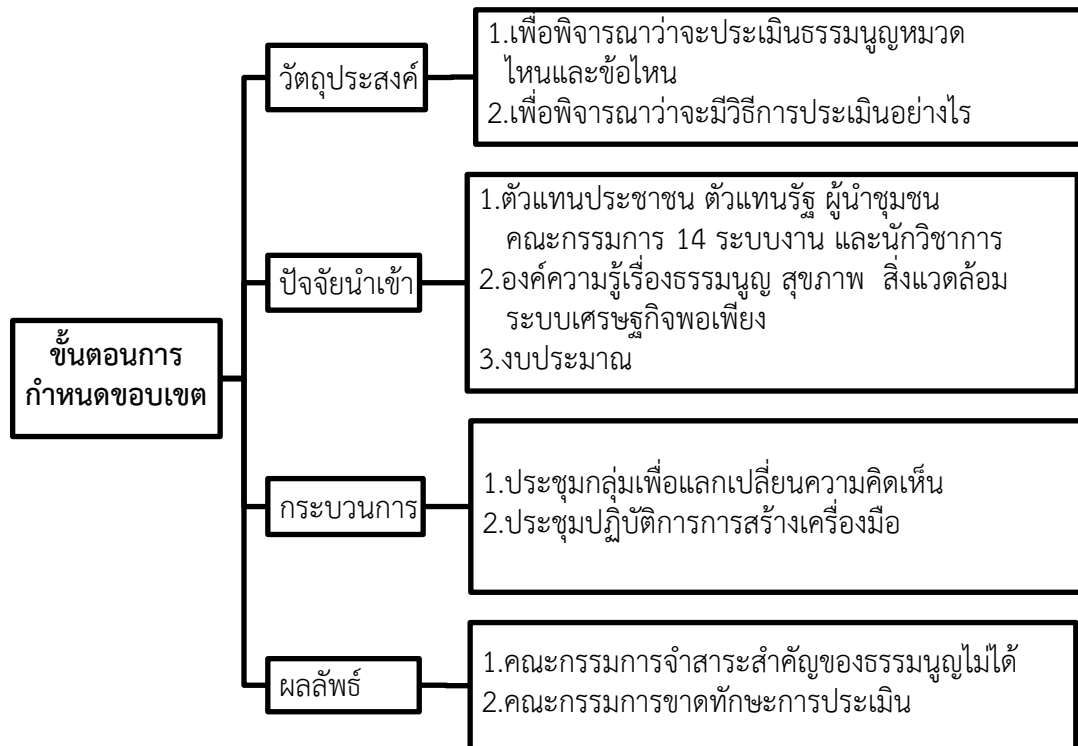 ขั้นตอนการ
กำหนดขอบเขต
วัตถุประสงค์
1.เพื่อพิจารณาว่าจะประเมินธรรมนูญหมวด
ไหนและข้อไหน
2.เพื่อพิจารณาว่าจะมีวิธีการประเมินอย่างไร
ปัจจัยนำเข้า
1.ตัวแทนประชาชน ตัวแทนรัฐ ผู้นำชุมชน
คณะกรรมการ 14 ระบบงาน และนักวิชาการ
2.องค์ความรู้เรื่องธรรมนูญ สุขภาพ สิ่งแวดล้อม
ระบบเศรษฐกิจพอเพียง
3.งบประมาณ
กระบวนการ
1.ประชุมกลุ่มเพื่อแลกเปลี่ยนความคิดเห็น
2.ประชุมปฏิบัติการการสร้างเครื่องมือ
ผลลัพธ์
1.คณะกรรมการจำสาระสำคัญของธรรมนูญไม่ได้
2.คณะกรรมการขาดทักษะการประเมิน